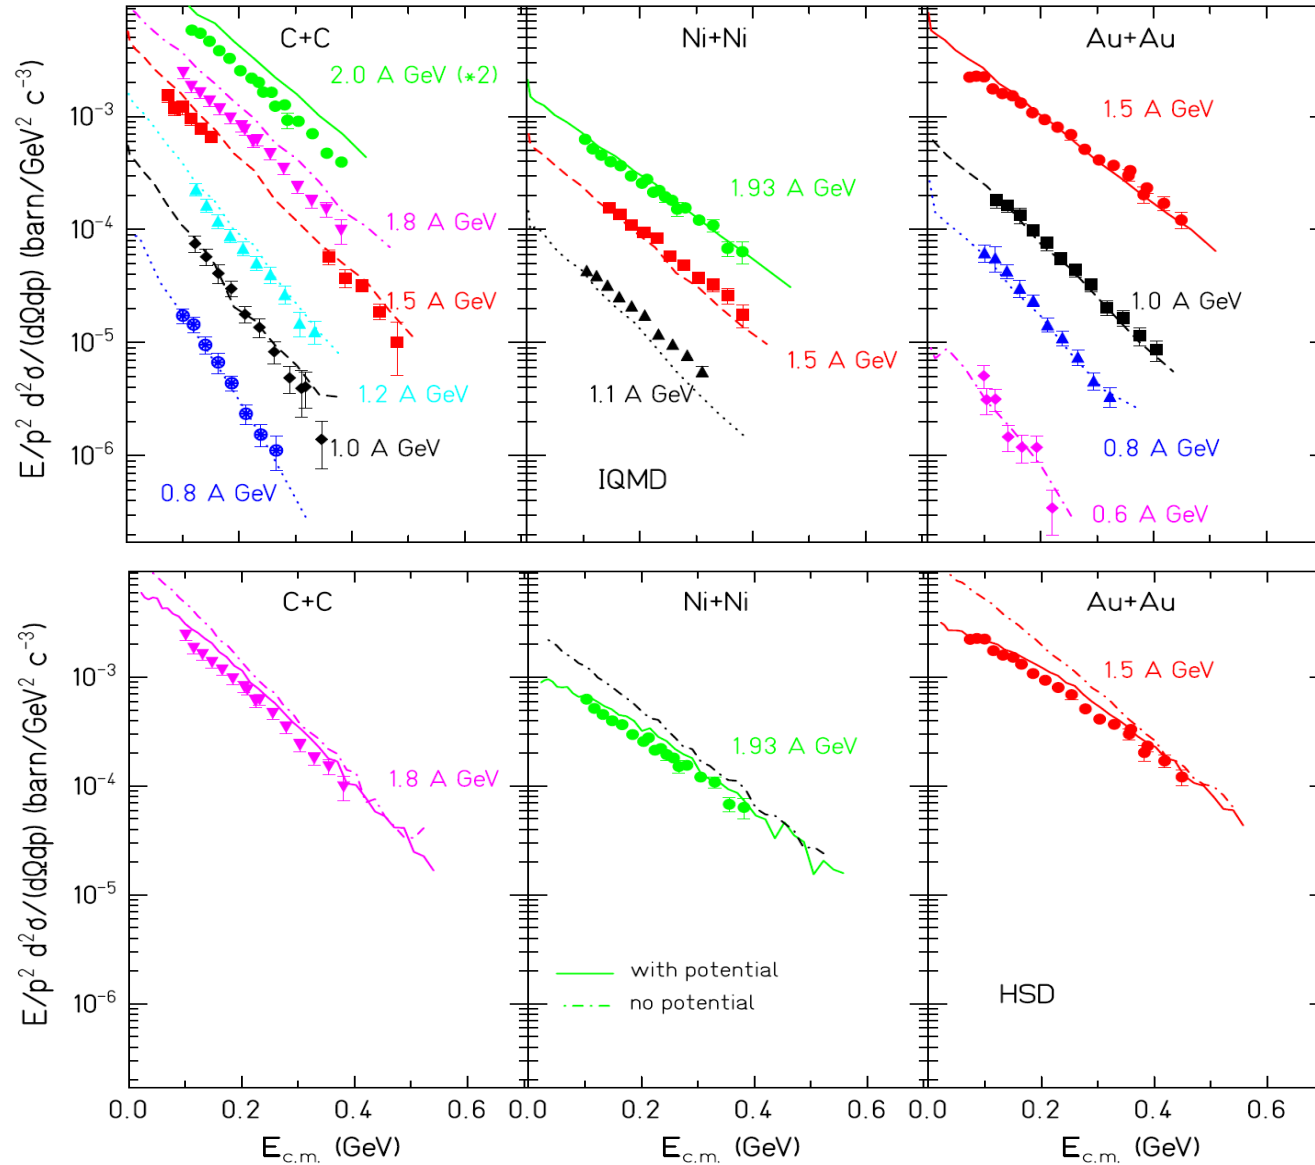 C+C
Ni+Ni
Au+Au
2.0 A GeV (*2)
1.8 A GeV
1.5 A GeV
1.2 A GeV
1.0 A GeV
0.8 A GeV
1.93 A GeV
1.5 A GeV
1.1 A GeV
IQMD
1.5 A GeV
1.0 A GeV
0.8 A GeV
0.6 A GeV
10⁻³
10⁻⁴
10⁻⁵
10⁻⁶
E/p² d²σ/(dΩdp) (barn/GeV² c⁻³)
C+C
Ni+Ni
Au+Au
1.8 A GeV
1.93 A GeV
1.5 A GeV
with potential
no potential
HSD
10⁻³
10⁻⁴
10⁻⁵
10⁻⁶
E/p² d²σ/(dΩdp) (barn/GeV² c⁻³)
0.0 0.2 0.4 0.6 0.0 0.2 0.4 0.6 0.0 0.2 0.4 0.6
E c.m. (GeV) E c.m. (GeV) E c.m. (GeV)